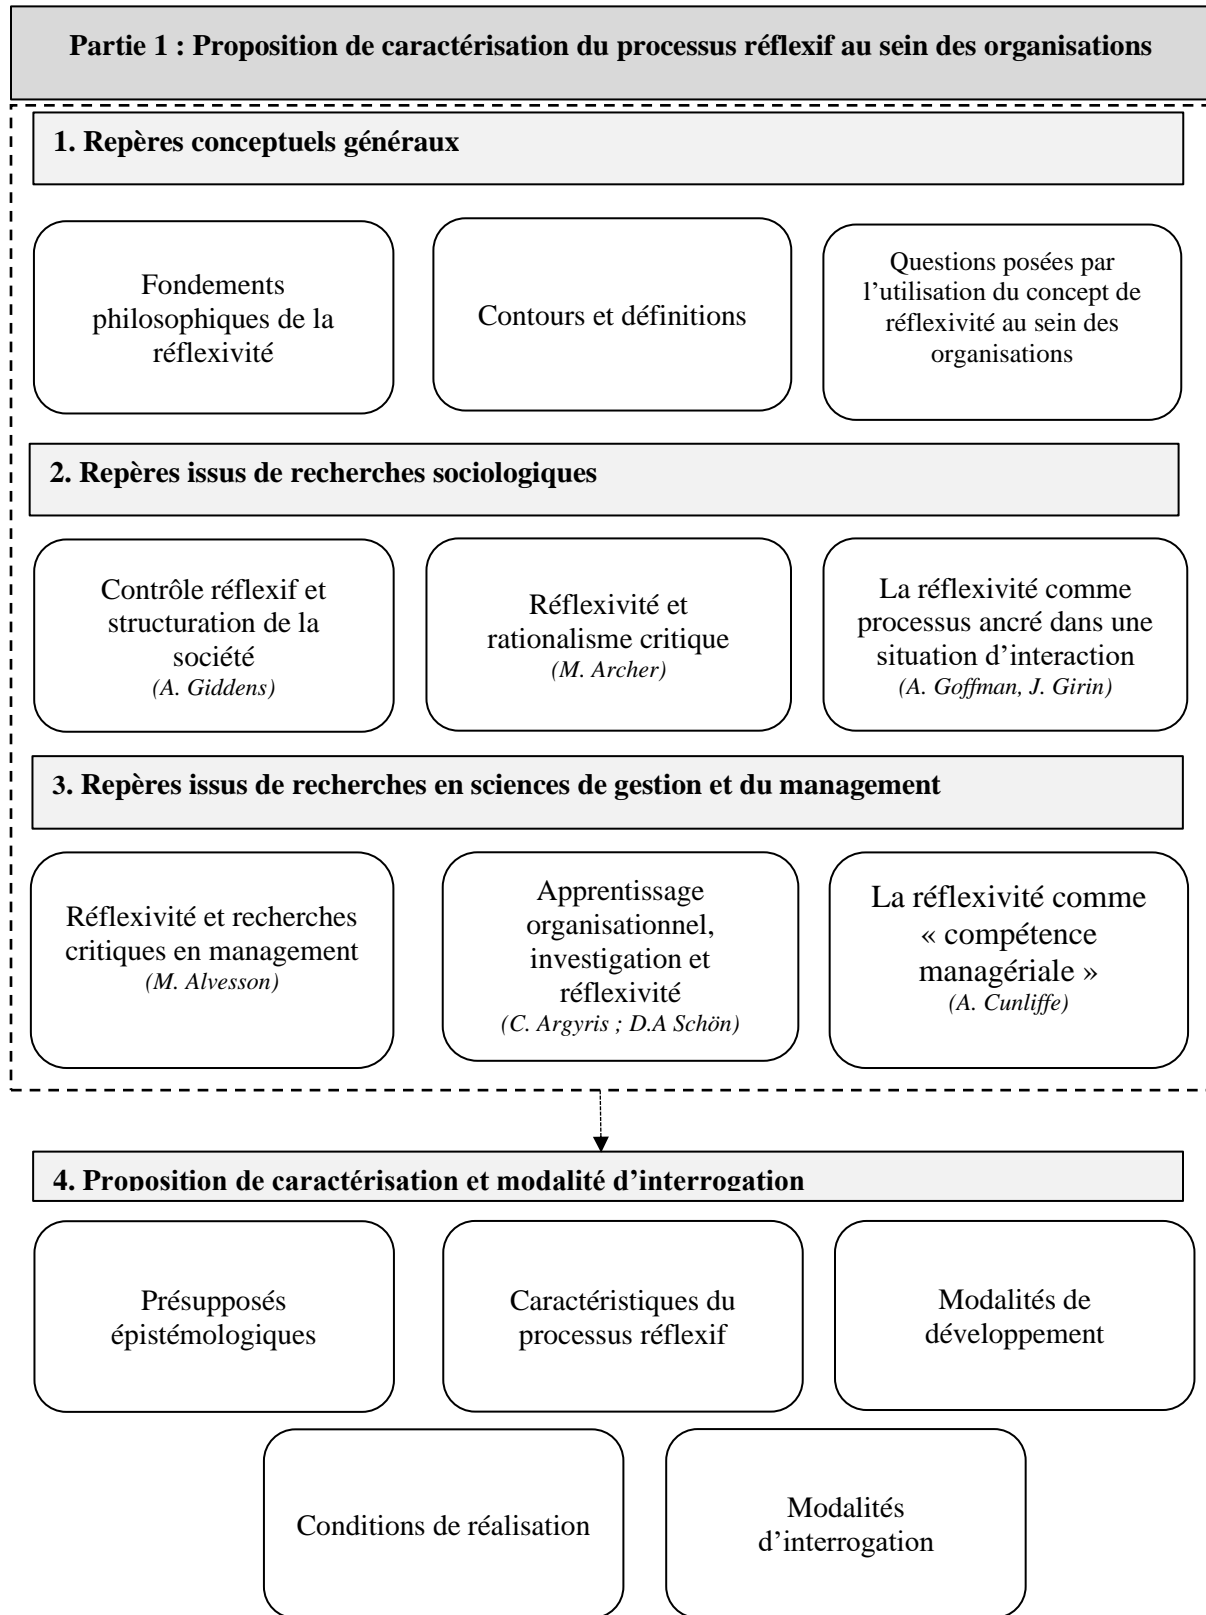 Partie 1 : Proposition de caractérisation du processus réflexif au sein des organisations
1. Repères conceptuels généraux
Fondements
philosophiques de la
réflexivité
Contours et définitions
Questions posées par
l’utilisation du concept de
réflexivité au sein des
organisations
2. Repères issus de recherches sociologiques
Contrôle réflexif et
structuration de la
société
(A. Giddens)
Réflexivité et
rationalisme critique
(M. Archer)
La réflexivité comme
processus ancré dans une
situation d’interaction
(A. Goffman, J. Girin)
3. Repères issus de recherches en sciences de gestion et du management
Réflexivité et recherches
critiques en management
(M. Alvesson)
Apprentissage
organisationnel,
investigation et
réflexivité
(C. Argyris ; D.A Schön)
La réflexivité comme
« compétence
managériale »
(A. Cunliffe)
4. Proposition de caractérisation et modalité d’interrogation
Présupposés
épistémologiques
Caractéristiques du
processus réflexif
Modalités de
développement
Conditions de réalisation
Modalités
d’interrogation